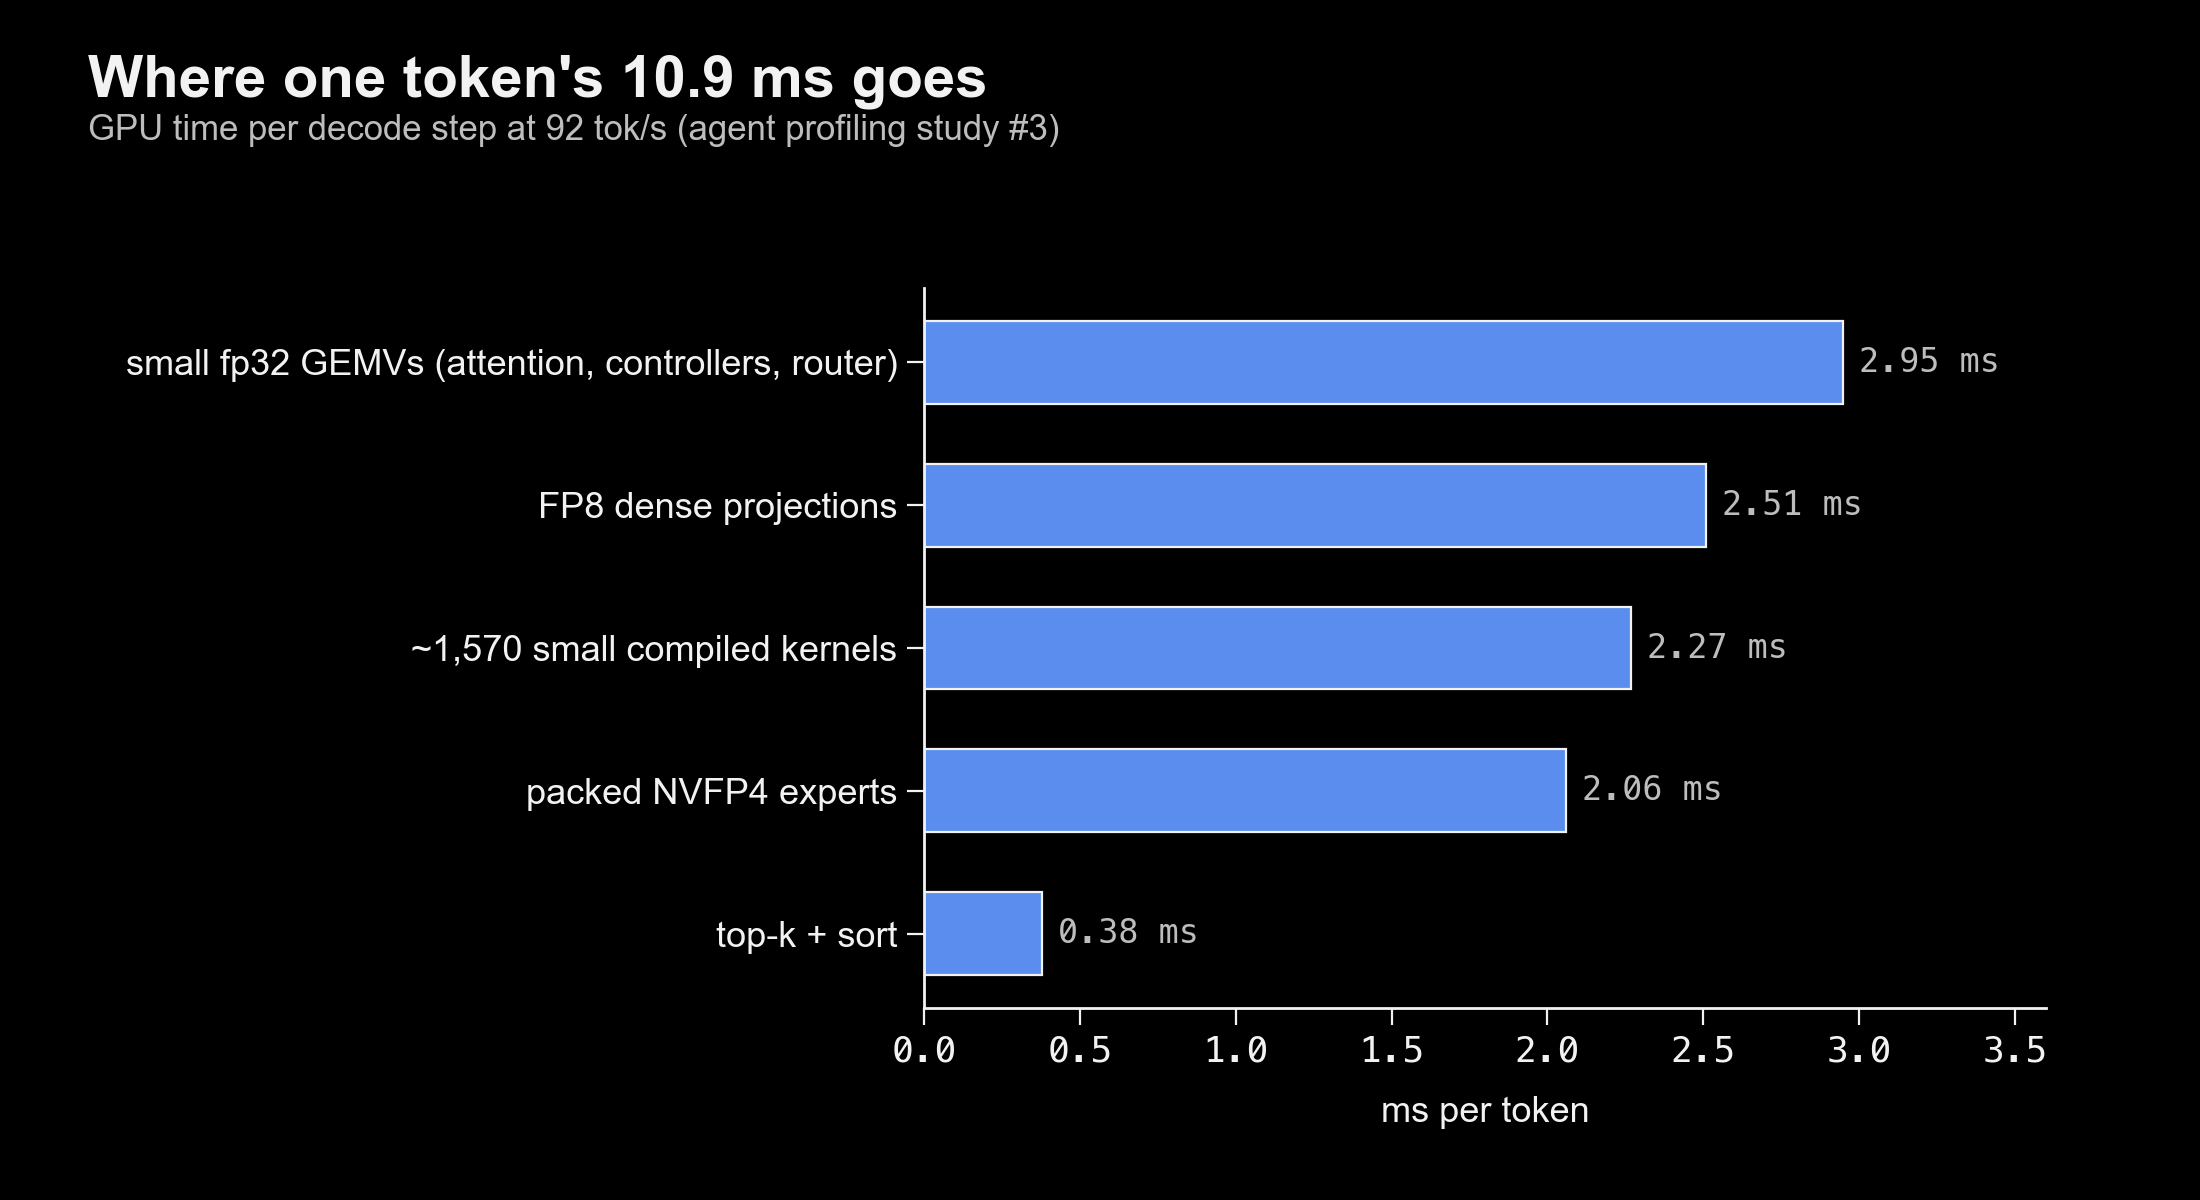 Where one token's 10.9 ms goes
GPU time per decode step at 92 tok/s (agent profiling study #3)
small fp32 GEMVs (attention, controllers, router) 2.95 ms
FP8 dense projections 2.51 ms
~1,570 small compiled kernels 2.27 ms
packed NVFP4 experts 2.06 ms
top-k + sort 0.38 ms
0.0 0.5 1.0 1.5 2.0 2.5 3.0 3.5
ms per token